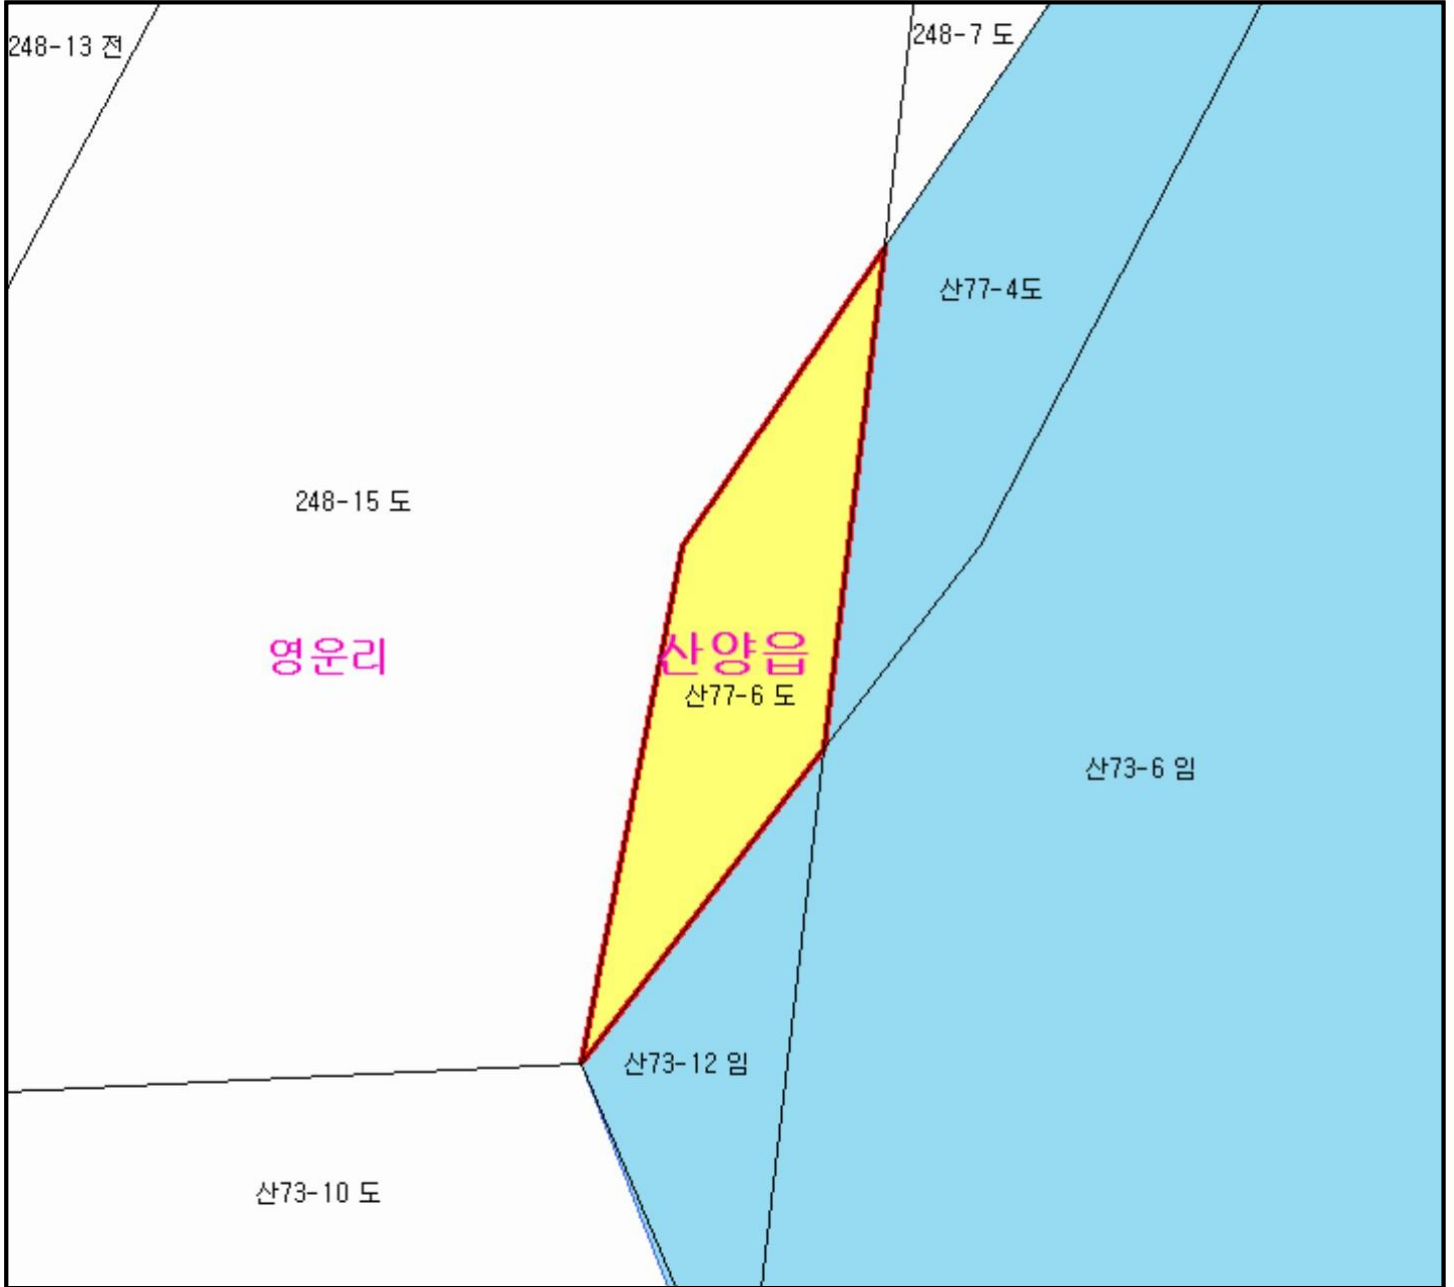 248-13 전
248-7 도
산77-4도
248-15 도
영운리
산양읍
산77-6 도
산73-6 임
산73-12 임
산73-10 도